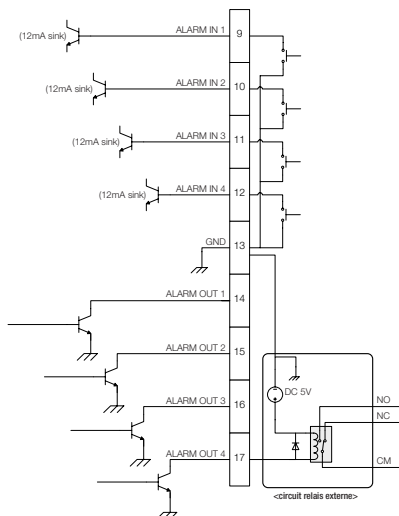 ALARM IN 1
9
(12mA sink)
ALARM IN 2
10
(12mA sink)
ALARM IN 3
11
(12mA sink)
ALARM IN 4
12
(12mA sink)
GND
13
ALARM OUT 1
14
ALARM OUT 2
15
DC 5V
ALARM OUT 3
16
NO
NC
ALARM OUT 4
17
CM
<circuit relais externe>